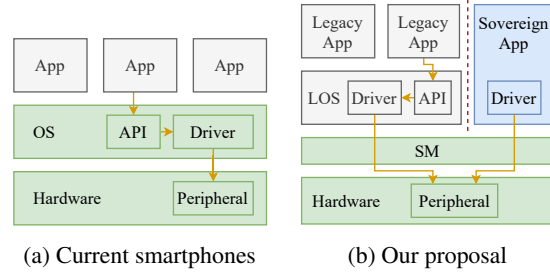 App
App
App
OS
API
Driver
Hardware
Peripheral
(a) Current smartphones
Legacy
App
Legacy
App
Sovereign
App
LOS
Driver
API
Driver
SM
Hardware
Peripheral
(b) Our proposal